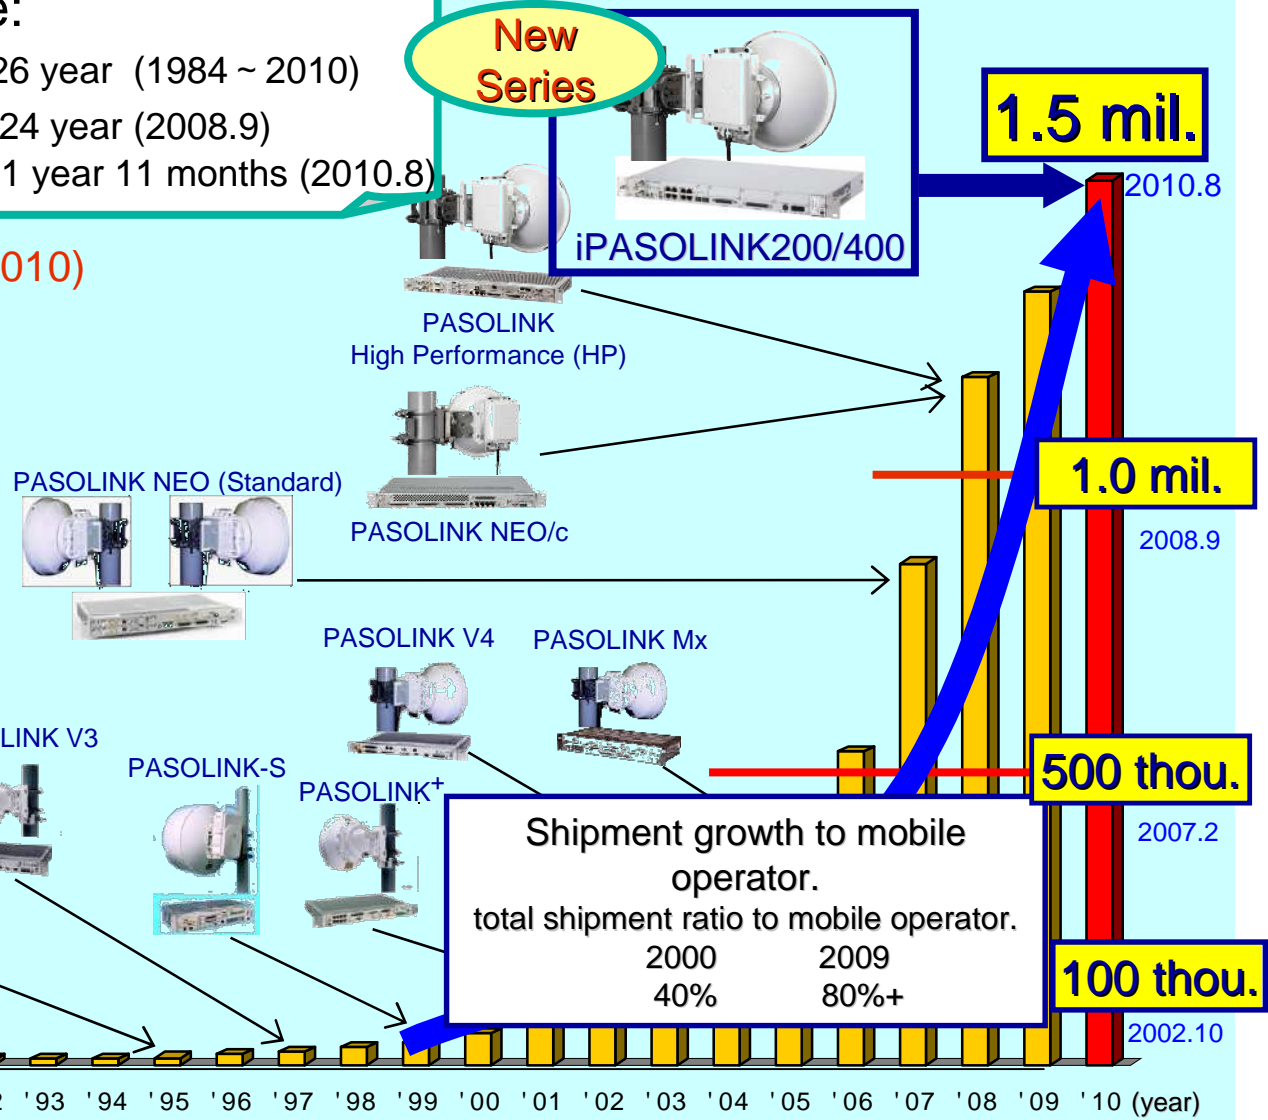 e:
26 year (1984 ~ 2010)
24 year (2008.9)
1 year 11 months (2010.8)
010)
New
Series
iPASOLINK200/400
1.5 mil.
2010.8
PASOLINK
High Performance (HP)
PASOLINK NEO/c
PASOLINK NEO (Standard)
1.0 mil.
2008.9
PASOLINK V4
PASOLINK Mx
LINK V3
PASOLINK-S
PASOLINK+
500 thou.
2007.2
Shipment growth to mobile
operator.
total shipment ratio to mobile operator.
2000 2009
40% 80%+
100 thou.
2002.10
2 '93 '94 '95 '96 '97 '98 '99 '00 '01 '02 '03 '04 '05 '06 '07 '08 '09 '10 (year)